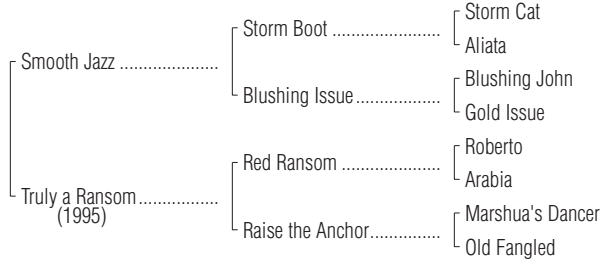 Storm Cat
Storm Boot ......................
Aliata
Smooth Jazz .....................
Blushing John
Blushing Issue..................
Gold Issue
Roberto
Red Ransom .....................
Arabia
Truly a Ransom.................
(1995)
Marshua's Dancer
Raise the Anchor...............
Old Fangled